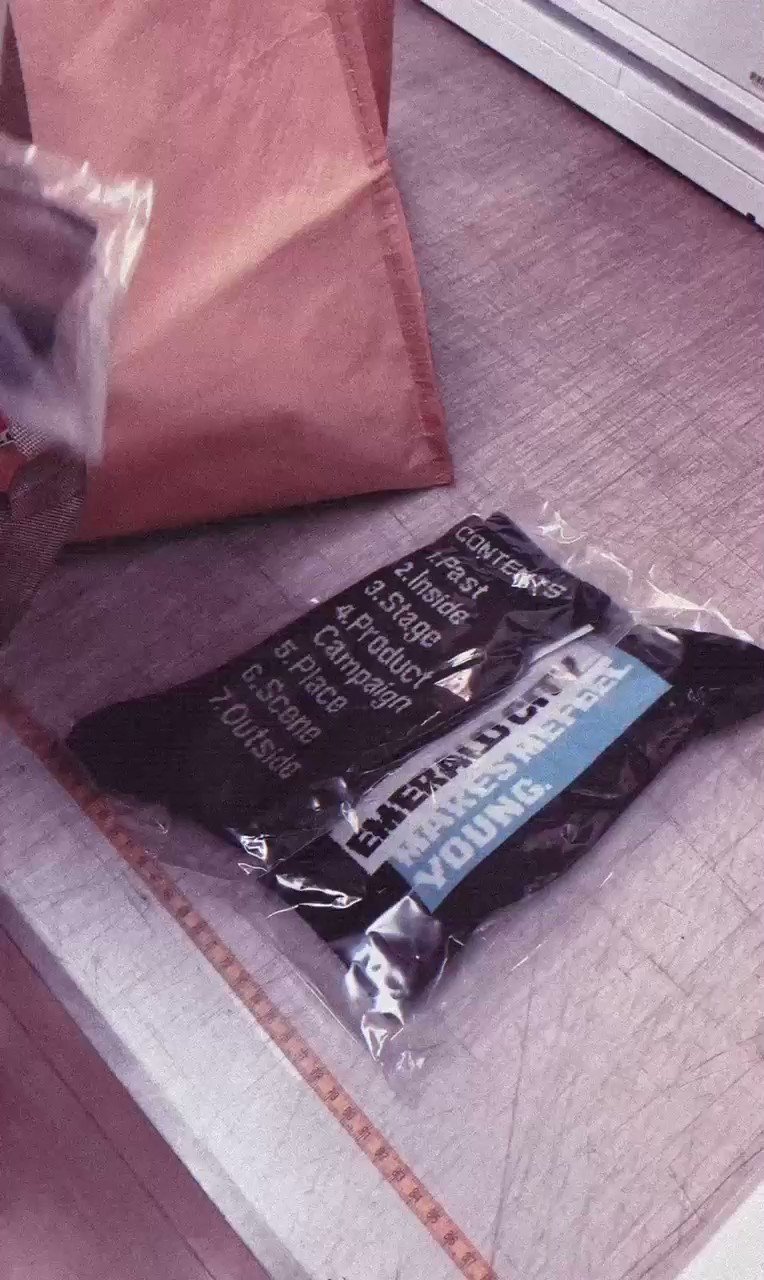 CONTENTS
1.Past
2.Inside
3.Stage
4.Product
Campaign
5.Place
6.Scene
7.Outside
EMERALD CITY
MAKES ME FEEL
YOUNG.